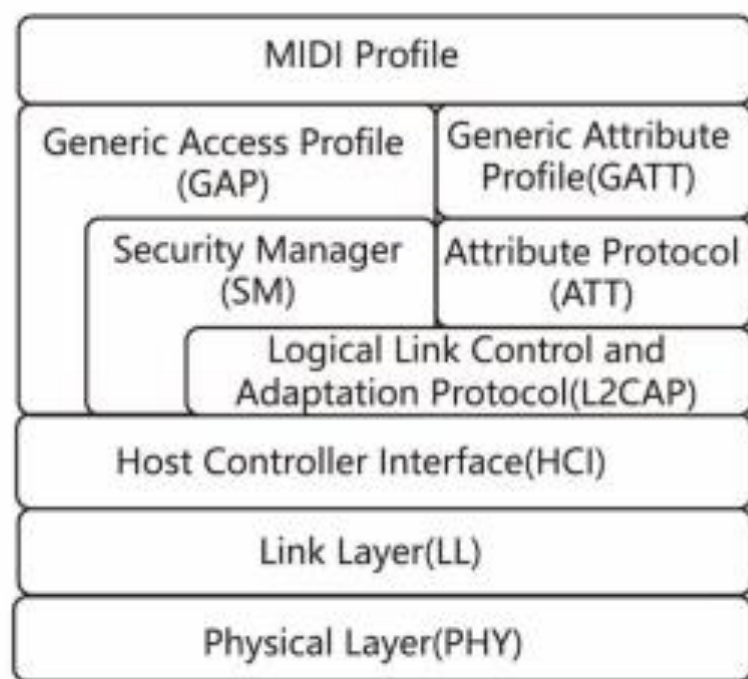 MIDI Profile
Generic Access Profile
(GAP)
Generic Attribute
Profile(GATT)
Security Manager
(SM)
Attribute Protocol
(ATT)
Logical Link Control and
Adaptation Protocol(L2CAP)
Host Controller Interface(HCI)
Link Layer(LL)
Physical Layer(PHY)